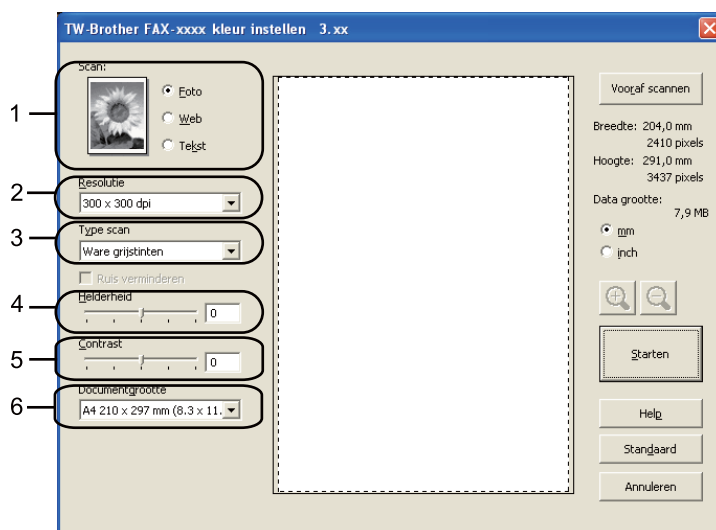 TW-Brother FAX-xxxx kleur instellen 3.xx
Scan:
1
Foto
Web
Tekst
2
Resolutie
300 x 300 dpi
3
Type scan
Ware grijstinten
Ruis verminderen
4
Helderheid
0
5
Contrast
0
6
Documentgrootte
A4 210 x 297 mm (8.3 x 11.
Vooraf scannen
Breedte: 204,0 mm
2410 pixels
Hoogte: 291,0 mm
3437 pixels
Data grootte:
7,9 MB
mm
inch
Starten
Help
Standaard
Annuleren